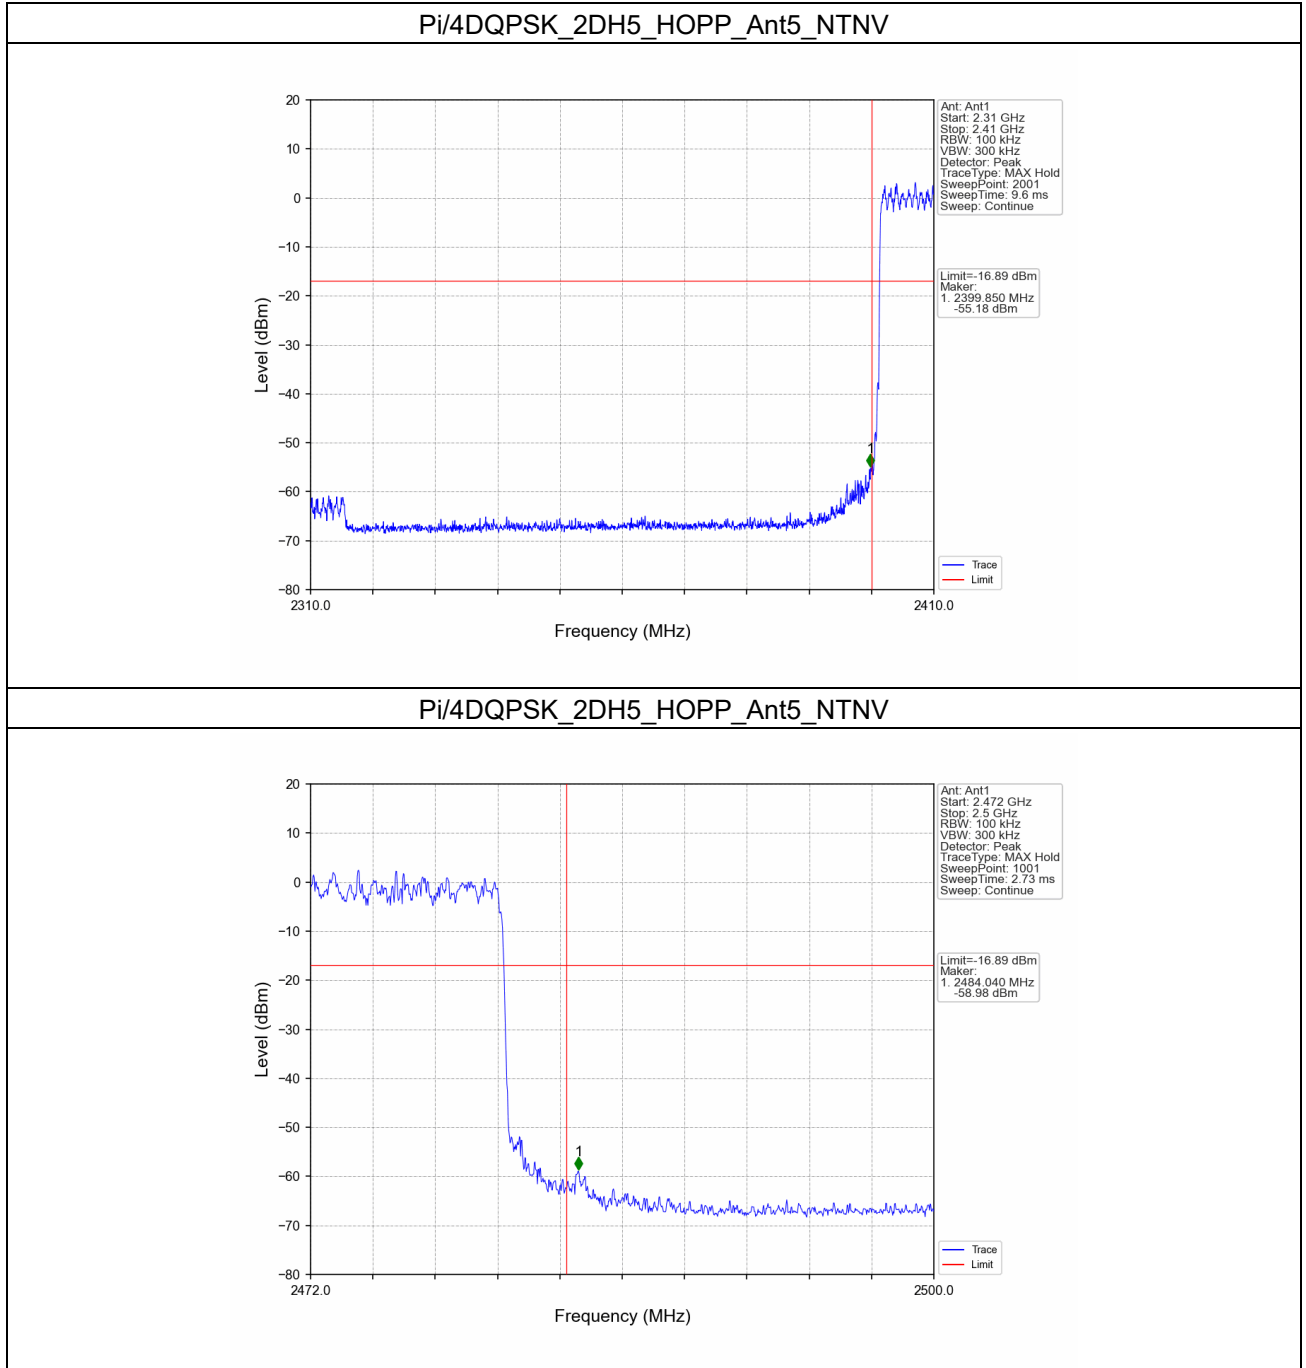 Pi/4DQPSK_2DH5_HOPP_Ant5_NTNV
20
10
0
−10
−20
−30
−40
−50
−60
−70
−80
Level (dBm)
2310.0
2410.0
Frequency (MHz)
1
Ant: Ant1
Start: 2.31 GHz
Stop: 2.41 GHz
RBW: 100 kHz
VBW: 300 kHz
Detector: Peak
TraceType: MAX Hold
SweepPoint: 2001
SweepTime: 9.6 ms
Sweep: Continue
Limit=-16.89 dBm
Maker:
1. 2399.850 MHz
-55.18 dBm
Trace
Limit
Pi/4DQPSK_2DH5_HOPP_Ant5_NTNV
20
10
0
−10
−20
−30
−40
−50
−60
−70
−80
Level (dBm)
2472.0
2500.0
Frequency (MHz)
1
Ant: Ant1
Start: 2.472 GHz
Stop: 2.5 GHz
RBW: 100 kHz
VBW: 300 kHz
Detector: Peak
TraceType: MAX Hold
SweepPoint: 1001
SweepTime: 2.73 ms
Sweep: Continue
Limit=-16.89 dBm
Maker:
1. 2484.040 MHz
-58.98 dBm
Trace
Limit